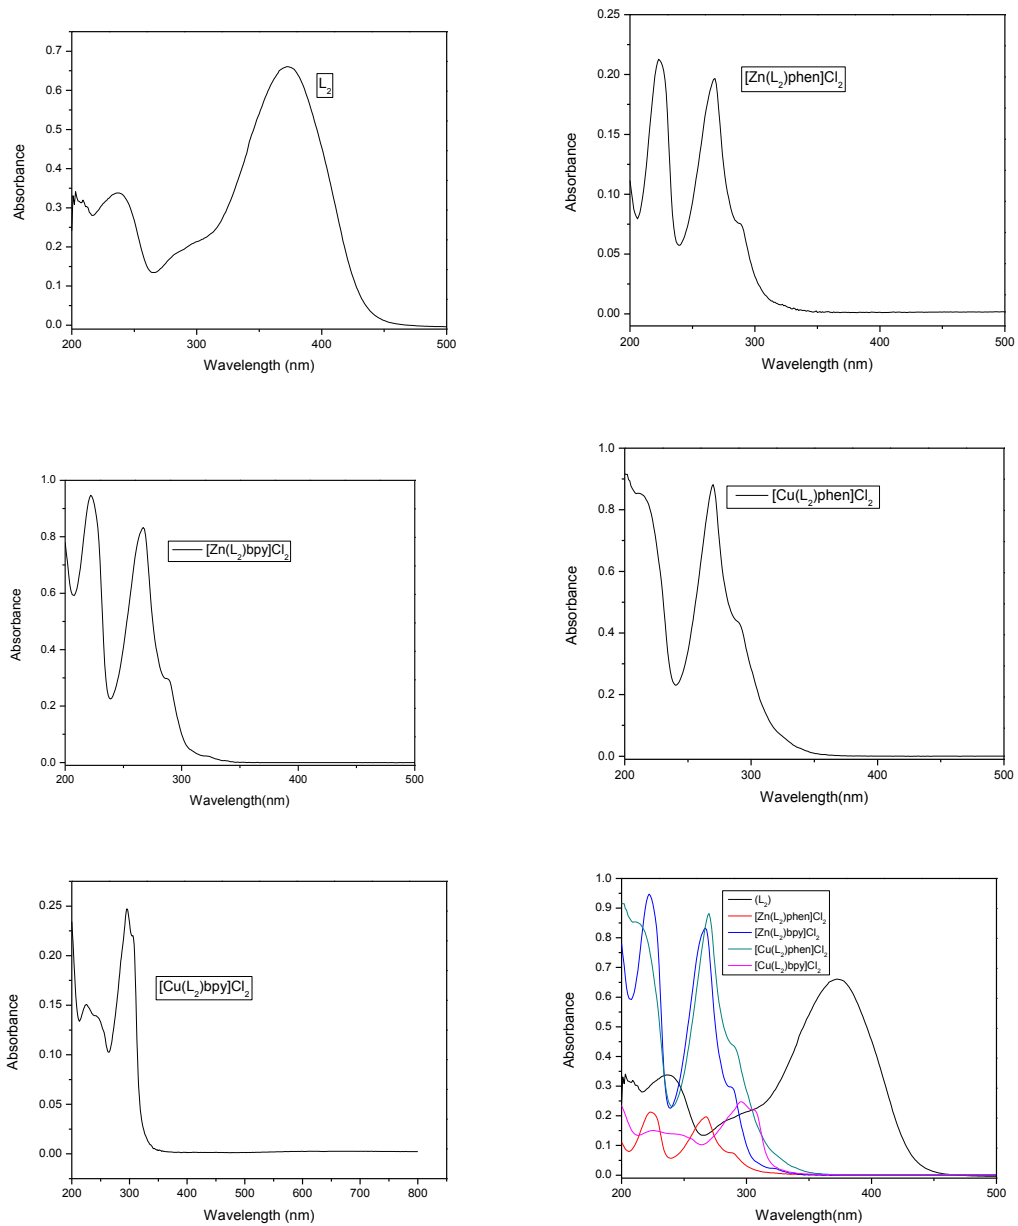 L2
Absorbance
0.7
0.6
0.5
0.4
0.3
0.2
0.1
0.0
200 300 400 500
Wavelength (nm)
[Zn(L2)phen]Cl2
Absorbance
0.25
0.20
0.15
0.10
0.05
0.00
200 300 400 500
Wavelength (nm)
[Zn(L2)bpy]Cl2
Absorbance
1.0
0.8
0.6
0.4
0.2
0.0
200 300 400 500
Wavelength(nm)
[Cu(L2)phen]Cl2
Absorbance
1.0
0.8
0.6
0.4
0.2
0.0
200 300 400 500
Wavelength(nm)
[Cu(L2)bpy]Cl2
Absorbance
0.25
0.20
0.15
0.10
0.05
0.00
200 300 400 500 600 700 800
Wavelength (nm)
(L2)
[Zn(L2)phen]Cl2
[Zn(L2)bpy]Cl2
[Cu(L2)phen]Cl2
[Cu(L2)bpy]Cl2
Absorbance
1.0
0.9
0.8
0.7
0.6
0.5
0.4
0.3
0.2
0.1
0.0
200 300 400 500
Wavelength(nm)